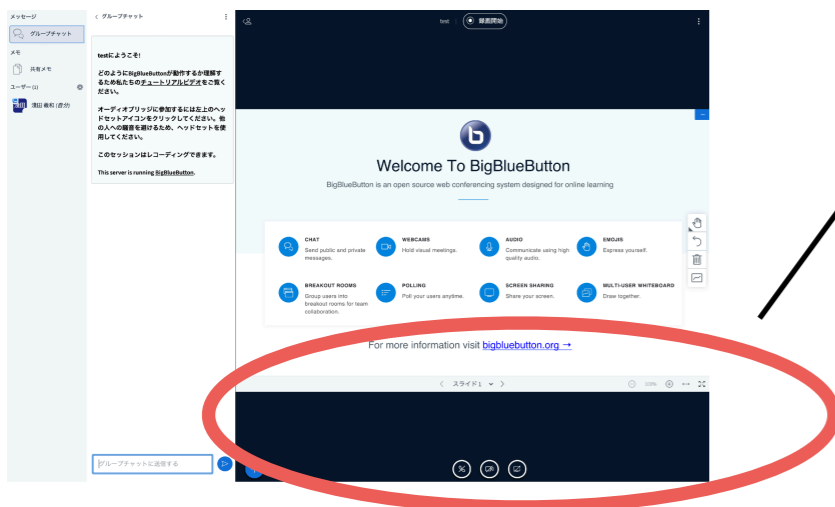 メッセージ
グループチャット
メモ
共有メモ
ユーザー (1)
グループチャット
testにようこそ!
どのようにBigBlueButtonが動作するか理解す
るため私たちのチュートリアルビデオをご覧く
ださい。
オーディオブリッジに参加するには左上のヘッ
ドセットアイコンをクリックしてください。他
の人への騒音を避けるため、ヘッドセットを使
用してください。
このセッションはレコーディングできます。
This server is running BigBlueButton.
グループチャットに送信する
test
録画開始
Welcome To BigBlueButton
BigBlueButton is an open source web conferencing system designed for online learning
CHAT
Send public and private
messages.
WEBCAMS
Hold visual meetings.
AUDIO
Communicate using high
quality audio.
EMOJIS
Express yourself.
BREAKOUT ROOMS
Group users into
breakout rooms for team
collaboration.
POLLING
Poll your users anytime.
SCREEN SHARING
Share your screen.
MULTI-USER WHITEBOARD
Draw together.
For more information visit bigbluebutton.org →
スライド 1
100%